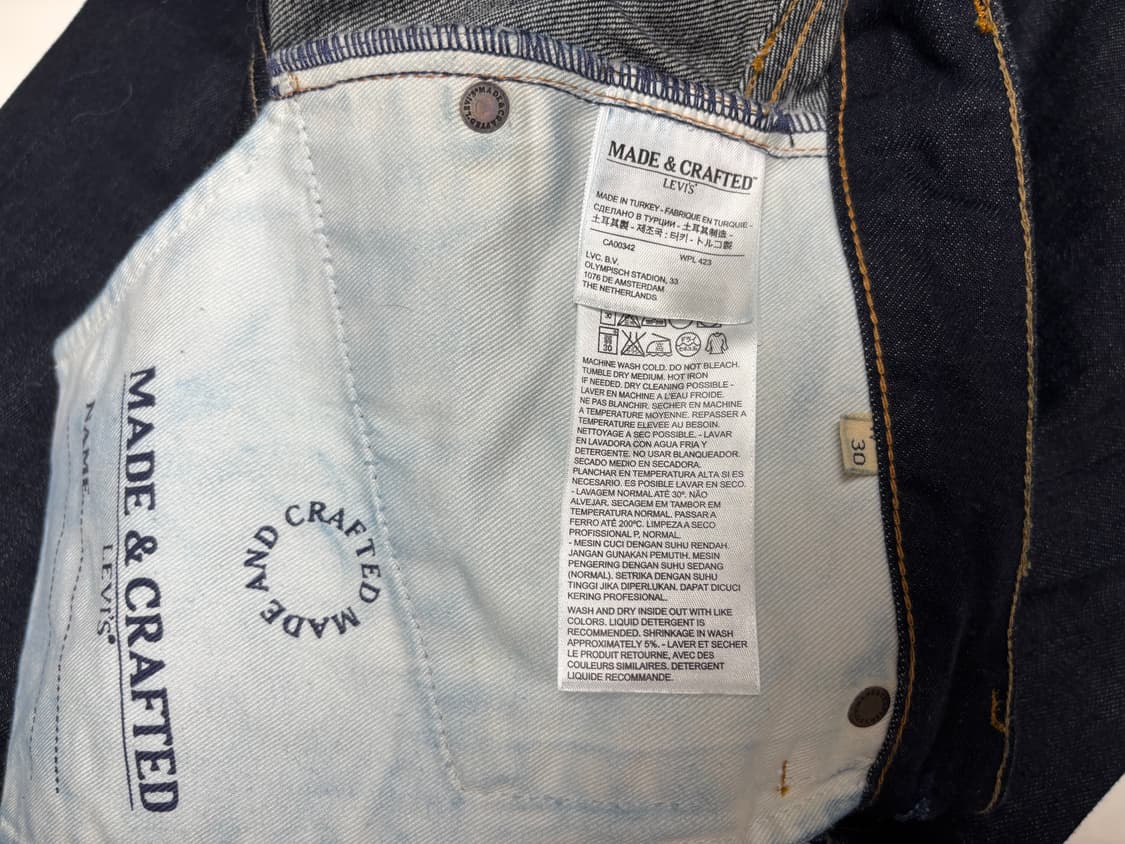 LEVI'S MADE & CRAFTED
MADE & CRAFTED™
LEVI'S®
MADE IN TURKEY - FABRIQUE EN TURQUIE -
СДЕЛАНО В ТУРЦИИ - 土耳其制造 -
土耳其製 - 제조국 : 터키 - トルコ製
CA00342 WPL 423
LVC. B.V.
OLYMPISCH STADION, 33
1076 DE AMSTERDAM
THE NETHERLANDS
30
30
MACHINE WASH COLD. DO NOT BLEACH.
TUMBLE DRY MEDIUM. HOT IRON
IF NEEDED. DRY CLEANING POSSIBLE -
LAVER EN MACHINE A L'EAU FROIDE.
NE PAS BLANCHIR. SECHER EN MACHINE
A TEMPERATURE MOYENNE. REPASSER A
TEMPERATURE ELEVEE AU BESOIN.
NETTOYAGE A SEC POSSIBLE. - LAVAR
EN LAVADORA CON AGUA FRIA Y
DETERGENTE. NO USAR BLANQUEADOR.
SECADO MEDIO EN SECADORA.
PLANCHAR EN TEMPERATURA ALTA SI ES
NECESARIO. ES POSIBLE LAVAR EN SECO.
- LAVAGEM NORMAL ATÉ 30º. NÃO
ALVEJAR. SECAGEM EM TAMBOR EM
TEMPERATURA NORMAL. PASSAR A
FERRO ATÉ 200ºC. LIMPEZA A SECO
PROFISSIONAL P, NORMAL.
- MESIN CUCI DENGAN SUHU RENDAH.
JANGAN GUNAKAN PEMUTIH. MESIN
PENGERING DENGAN SUHU SEDANG
(NORMAL). SETRIKA DENGAN SUHU
TINGGI JIKA DIPERLUKAN. DAPAT DICUCI
KERING PROFESIONAL.
WASH AND DRY INSIDE OUT WITH LIKE
COLORS. LIQUID DETERGENT IS
RECOMMENDED. SHRINKAGE IN WASH
APPROXIMATELY 5%. - LAVER ET SECHER
LE PRODUIT RETOURNE, AVEC DES
COULEURS SIMILAIRES. DETERGENT
LIQUIDE RECOMMANDE.
30
MADE & CRAFTED
LEVI'S®
NAME
MADE AND CRAFTED